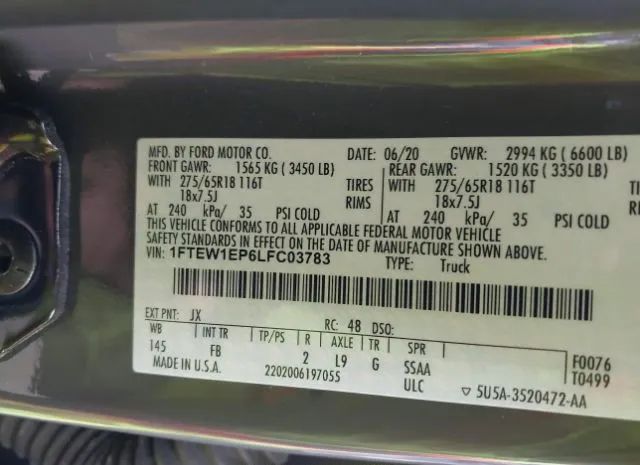 MFD. BY FORD MOTOR CO. DATE: 06/20 GVWR: 2994 KG ( 6600 LB)
FRONT GAWR: 1565 KG ( 3450 LB) REAR GAWR: 1520 KG ( 3350 LB)
WITH 275/65R18 116T TIRES WITH 275/65R18 116T TIRES
18x7.5J RIMS 18x7.5J RIMS
AT 240 kPa/ 35 PSI COLD AT 240 kPa/ 35 PSI COLD
THIS VEHICLE CONFORMS TO ALL APPLICABLE FEDERAL MOTOR VEHICLE
SAFETY STANDARDS IN EFFECT ON THE DATE OF MANUFACTURE SHOWN ABOVE.
VIN: 1FTEW1EP6LFC03783 TYPE: Truck
EXT PNT: JX RC: 48 DSO:
WB INT TR TP/PS R AXLE TR SPR
145 FB 2 L9 G SSAA F0076
ULC T0499
MADE IN U.S.A. 2202006197055 ▽ 5U5A-3520472-AA